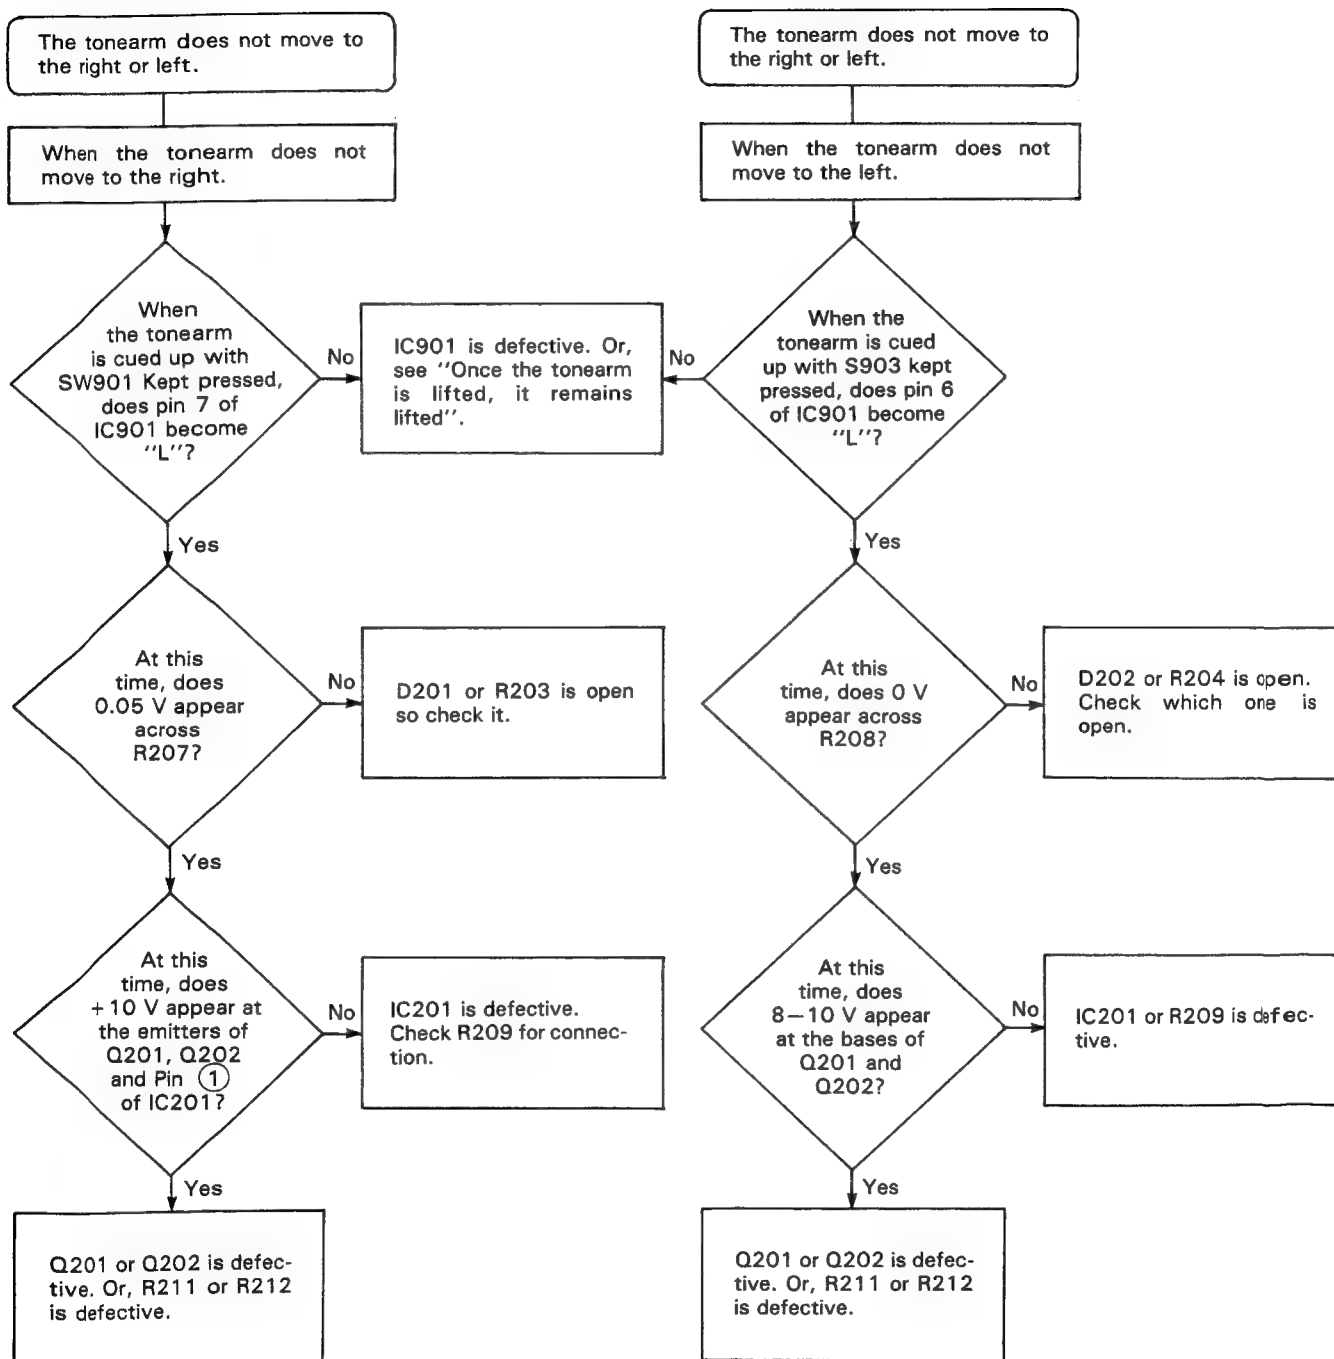 The tonearm does not move to
the right or left.
When the tonearm does not
move to the right.
When
the tonearm
is cued up with
SW901 Kept pressed,
does pin 7 of
IC901 become
"L"?
No
IC901 is defective. Or,
see "Once the tonearm
is lifted, it remains
lifted".
Yes
At this
time, does
0.05 V appear
across
R207?
No
D201 or R203 is open
so check it.
Yes
At this
time, does
+10 V appear at
the emitters of
Q201, Q202
and Pin ①
of IC201?
No
IC201 is defective.
Check R209 for connec-
tion.
Yes
Q201 or Q202 is defec-
tive. Or, R211 or R212
is defective.
The tonearm does not move to
the right or left.
When the tonearm does not
move to the left.
When the
tonearm is cued
up with S903 kept
pressed, does pin 6
of IC901 become
"L"?
No
Yes
At this
time, does 0 V
appear across
R208?
No
D202 or R204 is open.
Check which one is
open.
Yes
At this
time, does
8–10 V appear
at the bases of
Q201 and
Q202?
No
IC201 or R209 is defec-
tive.
Yes
Q201 or Q202 is defec-
tive. Or, R211 or R212
is defective.